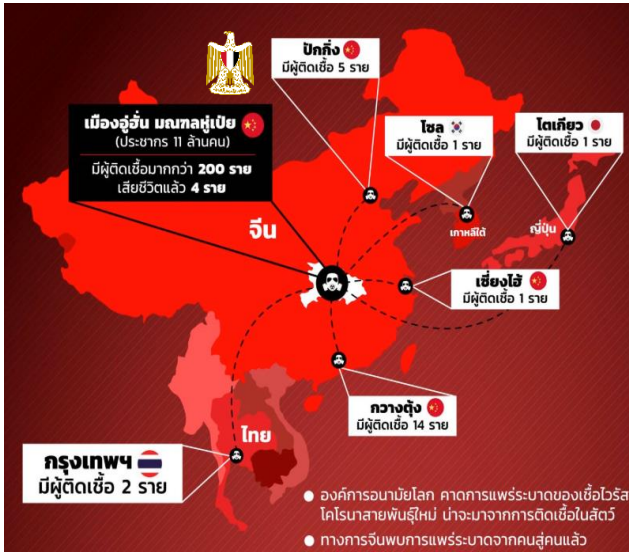 ปักกิ่ง
มีผู้ติดเชื้อ 5 ราย
เมืองอู่ฮั่น มณฑลหูเป่ย
(ประชากร 11 ล้านคน)
มีผู้ติดเชื้อมากกว่า 200 ราย
เสียชีวิตแล้ว 4 ราย
โซล
มีผู้ติดเชื้อ 1 ราย
โตเกียว
มีผู้ติดเชื้อ 1 ราย
จีน
เกาหลีใต้
ญี่ปุ่น
เซี่ยงไฮ้
มีผู้ติดเชื้อ 1 ราย
กวางตุ้ง
มีผู้ติดเชื้อ 14 ราย
ไทย
กรุงเทพฯ
มีผู้ติดเชื้อ 2 ราย
องค์การอนามัยโลก คาดการแพร่ระบาดของเชื้อไวรัส
โคโรนาสายพันธุ์ใหม่ น่าจะมาจากการติดเชื้อในสัตว์
ทางการจีนพบการแพร่ระบาดจากคนสู่คนแล้ว